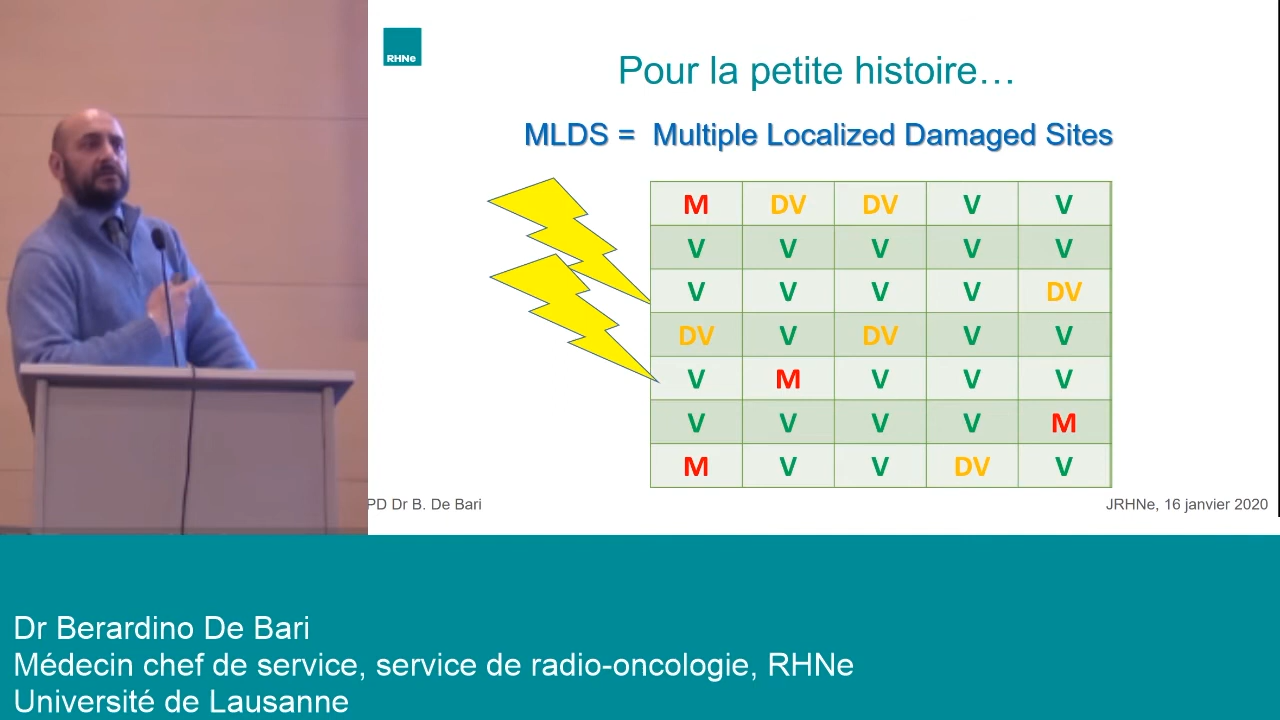 RHNe
Pour la petite histoire…
MLDS = Multiple Localized Damaged Sites
M DV DV V V
V V V V V
V V V V DV
DV V DV V V
V M V V V
V V V V M
M V V DV V
PD Dr B. De Bari
JRHNe, 16 janvier 2020
Dr Berardino De Bari
Médecin chef de service, service de radio-oncologie, RHNe
Université de Lausanne